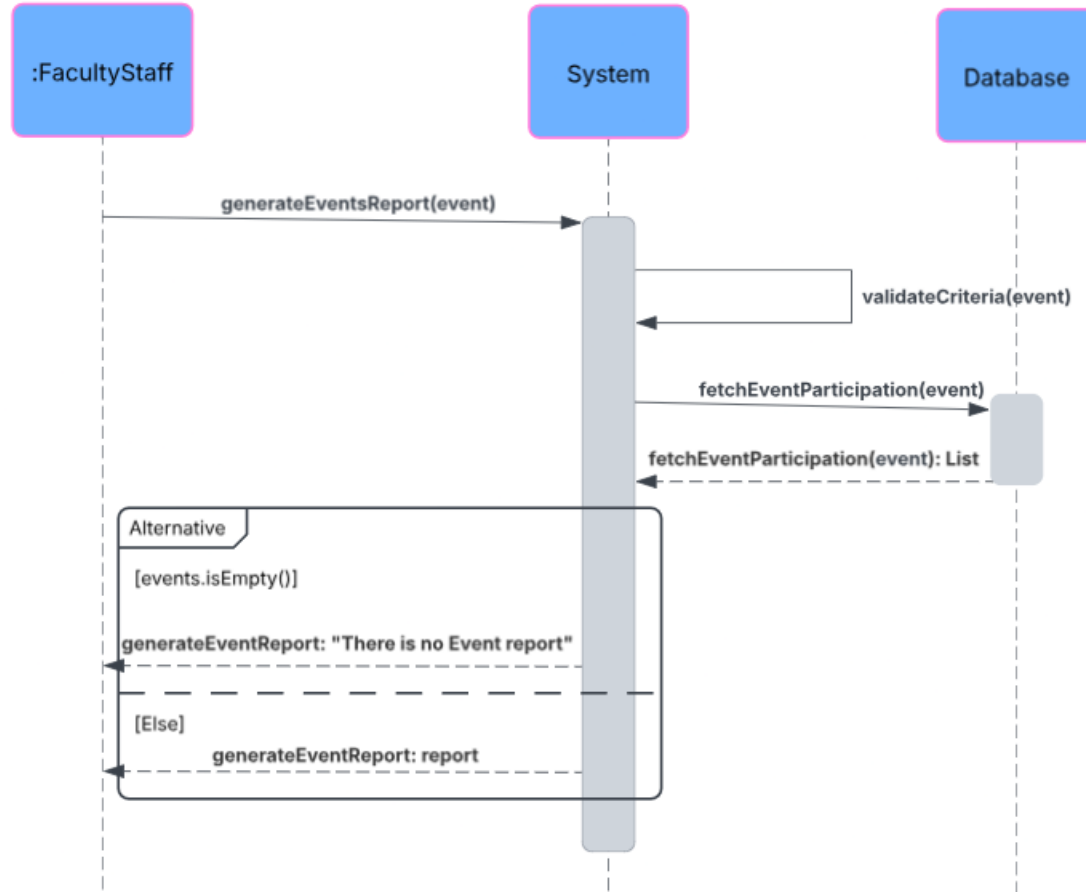 :FacultyStaff
System
Database
generateEventsReport(event)
validateCriteria(event)
fetchEventParticipation(event)
fetchEventParticipation(event): List
Alternative
[events.isEmpty()]
generateEventReport: "There is no Event report"
[Else]
generateEventReport: report